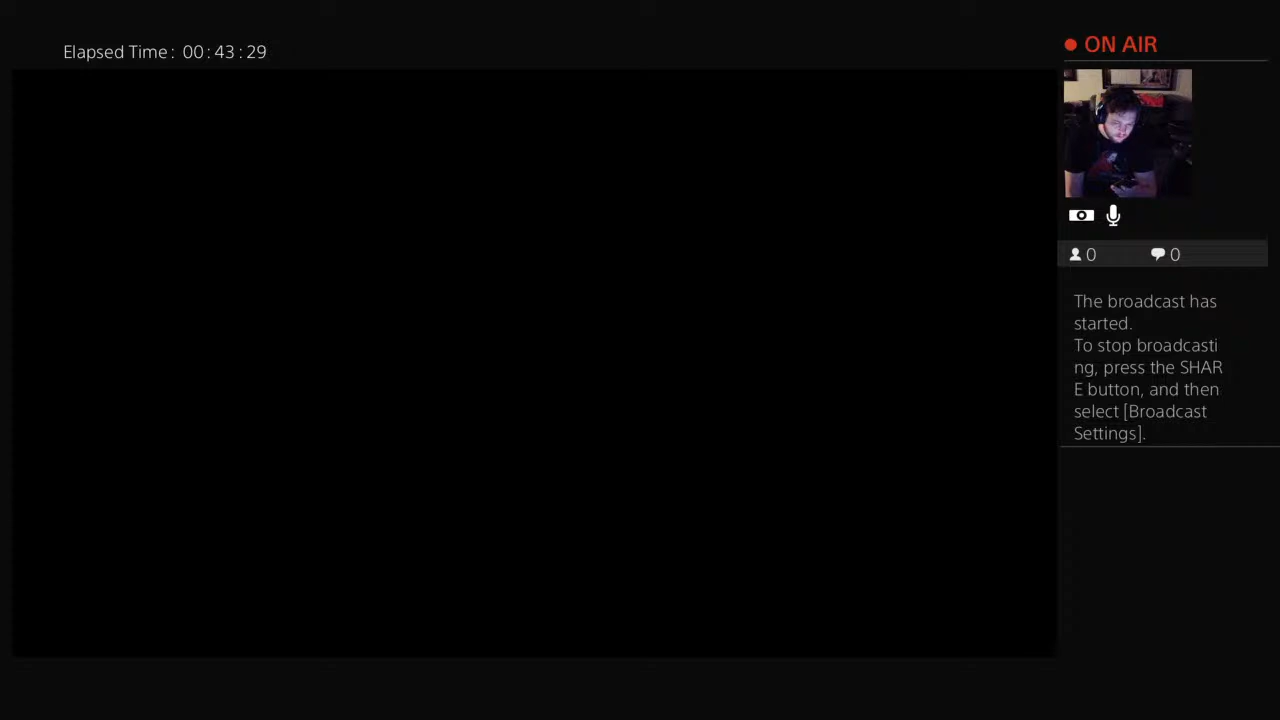 Elapsed Time: 00:43:29
ON AIR
0 0
The broadcast has
started.
To stop broadcasti
ng, press the SHAR
E button, and then
select [Broadcast
Settings].